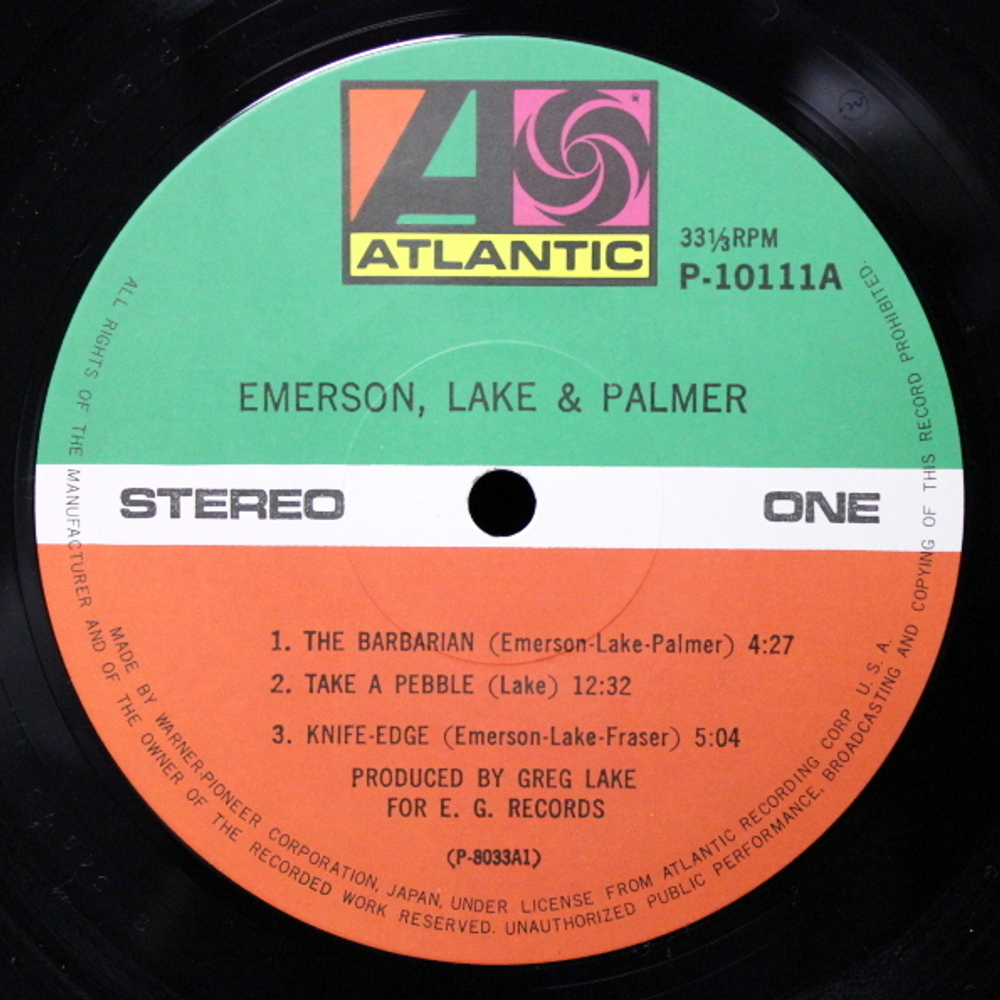 ATLANTIC
33⅓RPM
P-10111A
EMERSON, LAKE & PALMER
STEREO
ONE
1. THE BARBARIAN (Emerson-Lake-Palmer) 4:27
2. TAKE A PEBBLE (Lake) 12:32
3. KNIFE-EDGE (Emerson-Lake-Fraser) 5:04
PRODUCED BY GREG LAKE
FOR E. G. RECORDS
(P-8033A1)
MADE BY WARNER-PIONEER CORPORATION, JAPAN, UNDER LICENSE FROM ATLANTIC RECORDING CORP. U. S. A.
ALL RIGHTS OF THE MANUFACTURER AND OF THE OWNER OF THE RECORDED WORK RESERVED. UNAUTHORIZED PUBLIC PERFORMANCE, BROADCASTING AND COPYING OF THIS RECORD PROHIBITED.